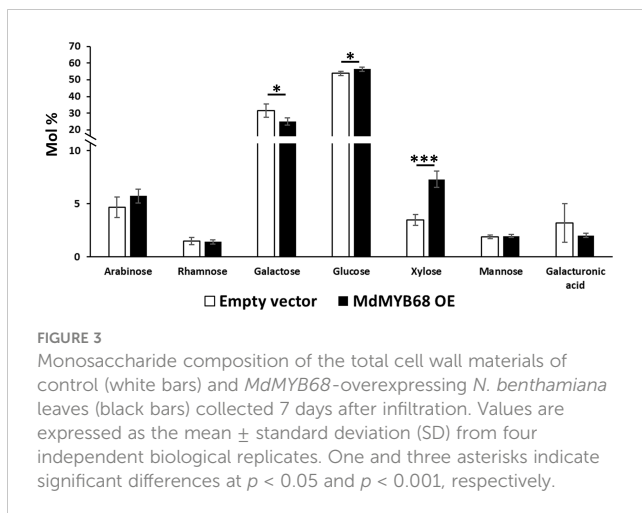 70
60
50
40
30
20
10
5
0
Mol %
*
*
***
Arabinose Rhamnose Galactose Glucose Xylose Mannose Galacturonic
acid
Empty vector MdMYB68 OE
FIGURE 3
Monosaccharide composition of the total cell wall materials of
control (white bars) and MdMYB68-overexpressing N. benthamiana
leaves (black bars) collected 7 days after infiltration. Values are
expressed as the mean ± standard deviation (SD) from four
independent biological replicates. One and three asterisks indicate
significant differences at p < 0.05 and p < 0.001, respectively.